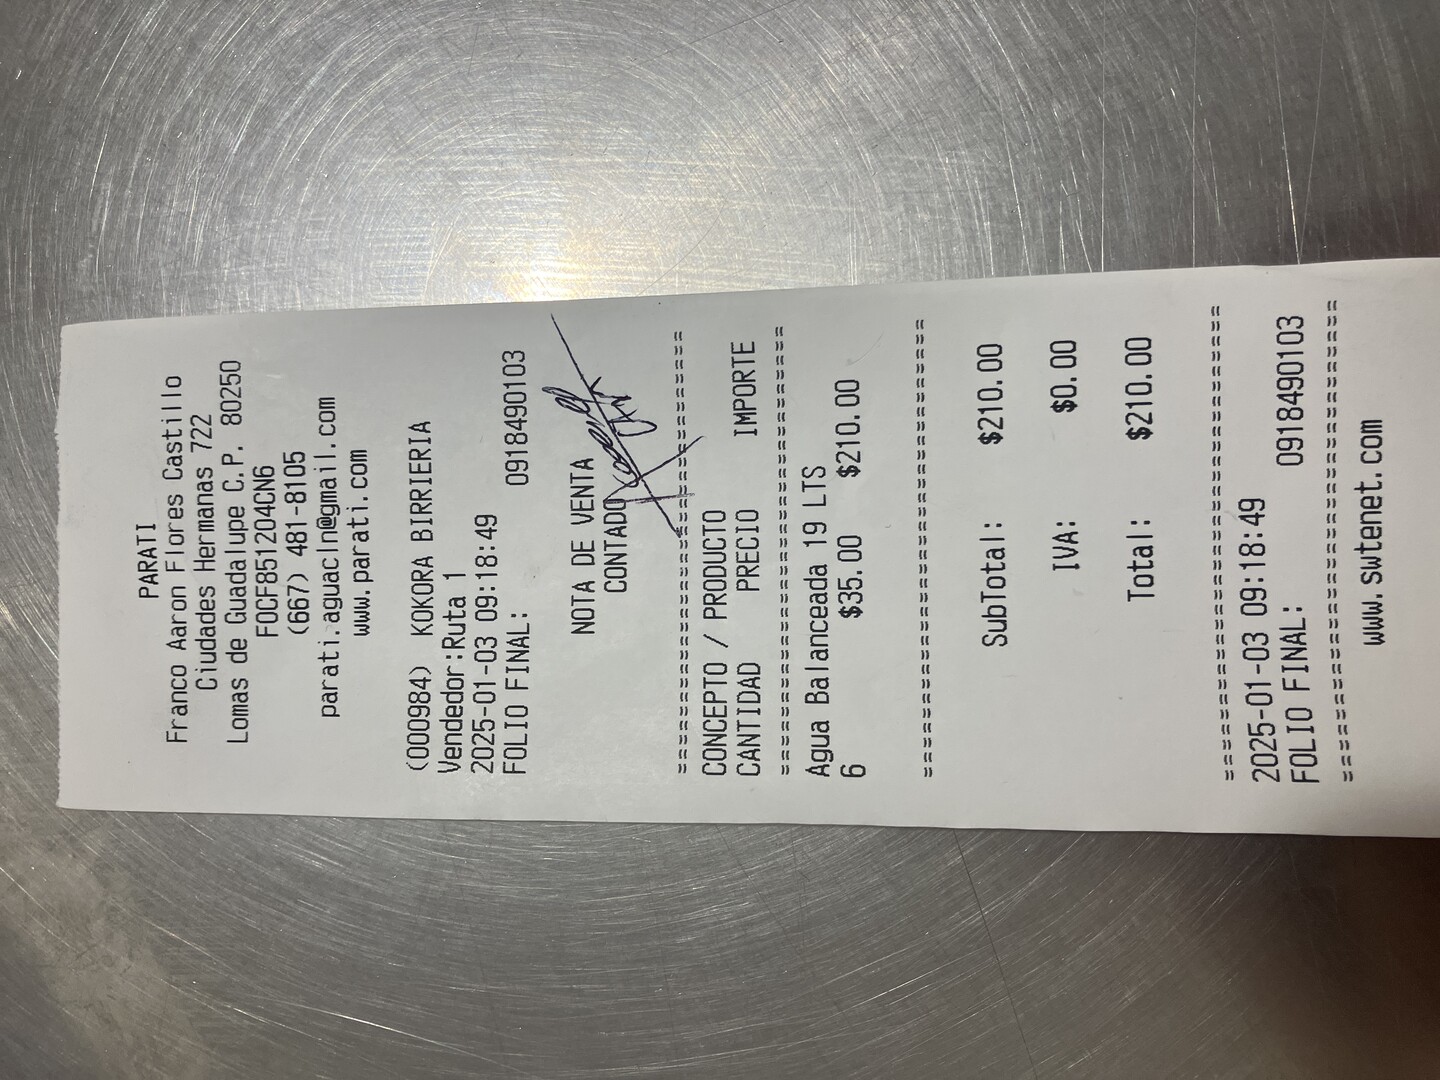 PARATI
Franco Aaron Flores Castillo
Ciudades Hermanas 722
Lomas de Guadalupe C.P. 80250
FOCF851204CN6
(667) 481-8105
parati.aguacln@gmail.com
www.parati.com
(000984) KOKORA BIRRIERIA
Vendedor:Ruta 1
2025-01-03 09:18:49
FOLIO FINAL: 0918490103
NOTA DE VENTA
CONTADO
===================================
CONCEPTO / PRODUCTO
CANTIDAD PRECIO IMPORTE
===================================
Agua Balanceada 19 LTS
6 $35.00 $210.00
===================================
SubTotal: $210.00
IVA: $0.00
Total: $210.00
===================================
2025-01-03 09:18:49
FOLIO FINAL: 0918490103
===================================
www.swtenet.com